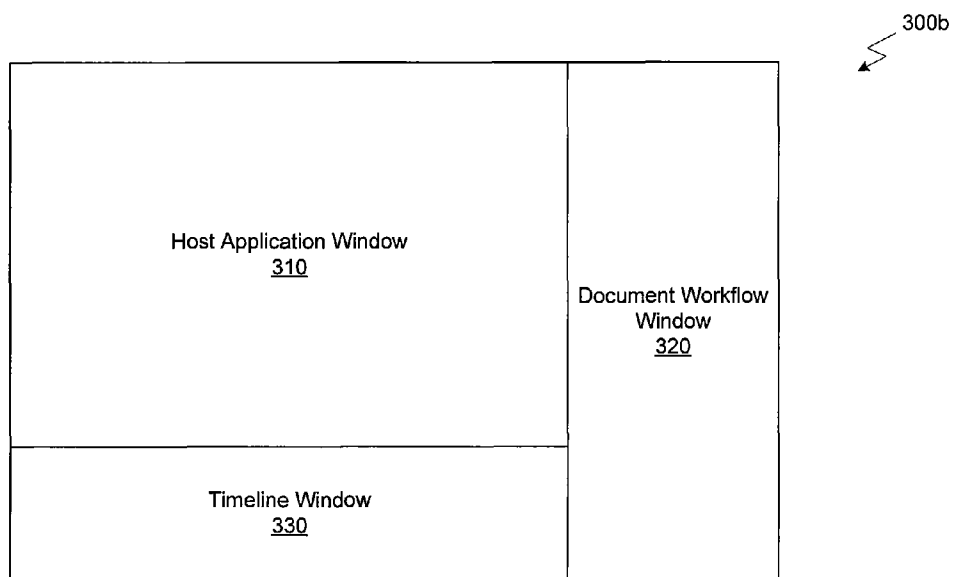 300b
Host Application Window
310
Document Workflow
Window
320
Timeline Window
330